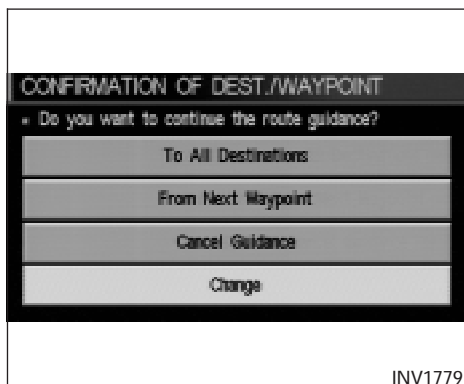 CONFIRMATION OF DEST./WAYPOINT
Do you want to continue the route guidance?
To All Destinations
From Next Waypoint
Cancel Guidance
Change
INV1779